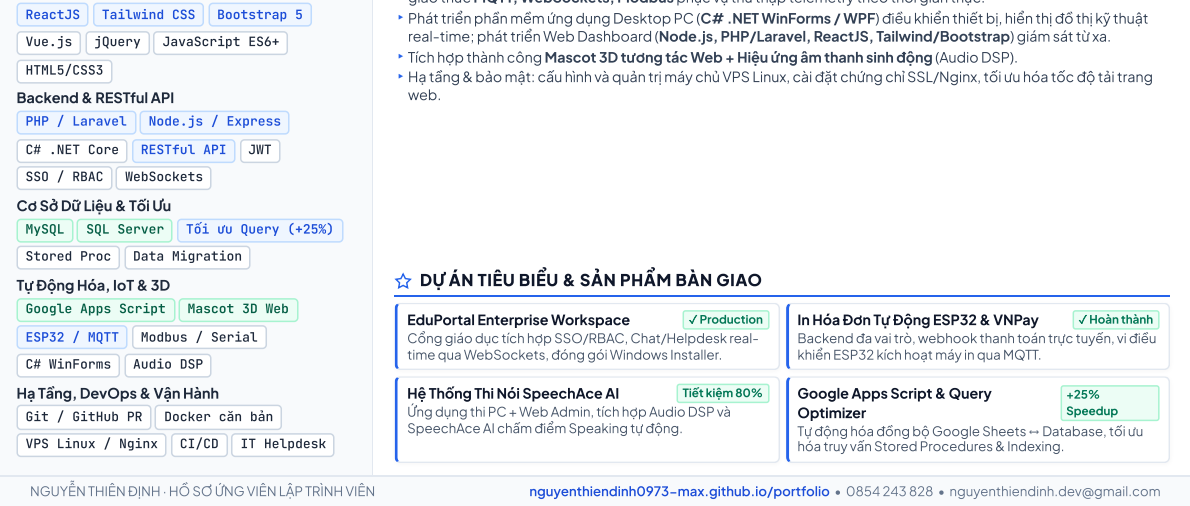 ReactJS Tailwind CSS Bootstrap 5
Vue.js jQuery JavaScript ES6+
HTML5/CSS3
Backend & RESTful API
PHP / Laravel Node.js / Express
C# .NET Core RESTful API JWT
SSO / RBAC WebSockets
Cơ Sở Dữ Liệu & Tối Ưu
MySQL SQL Server Tối ưu Query (+25%)
Stored Proc Data Migration
Tự Động Hóa, IoT & 3D
Google Apps Script Mascot 3D Web
ESP32 / MQTT Modbus / Serial
C# WinForms Audio DSP
Hạ Tầng, DevOps & Vận Hành
Git / GitHub PR Docker căn bản
VPS Linux / Nginx CI/CD IT Helpdesk
‣ Phát triển phần mềm ứng dụng Desktop PC (C# .NET WinForms / WPF) điều khiển thiết bị, hiển thị đồ thị kỹ thuật
real-time; phát triển Web Dashboard (Node.js, PHP/Laravel, ReactJS, Tailwind/Bootstrap) giám sát từ xa.
‣ Tích hợp thành công Mascot 3D tương tác Web + Hiệu ứng âm thanh sinh động (Audio DSP).
‣ Hạ tầng & bảo mật: cấu hình và quản trị máy chủ VPS Linux, cài đặt chứng chỉ SSL/Nginx, tối ưu hóa tốc độ tải trang
web.
DỰ ÁN TIÊU BIỂU & SẢN PHẨM BÀN GIAO
EduPortal Enterprise Workspace ✓ Production
Cổng giáo dục tích hợp SSO/RBAC, Chat/Helpdesk real-
time qua WebSockets, đóng gói Windows Installer.
In Hóa Đơn Tự Động ESP32 & VNPay ✓ Hoàn thành
Backend đa vai trò, webhook thanh toán trực tuyến, vi điều
khiển ESP32 kích hoạt máy in qua MQTT.
Hệ Thống Thi Nói SpeechAce AI Tiết kiệm 80%
Ứng dụng thi PC + Web Admin, tích hợp Audio DSP và
SpeechAce AI chấm điểm Speaking tự động.
Google Apps Script & Query +25%
Optimizer Speedup
Tự động hóa đồng bộ Google Sheets ↔ Database, tối ưu
hóa truy vấn Stored Procedures & Indexing.
NGUYỄN THIÊN ĐỊNH · HỒ SƠ ỨNG VIÊN LẬP TRÌNH VIÊN
nguyenthiendinh0973-max.github.io/portfolio • 0854 243 828 • nguyenthiendinh.dev@gmail.com